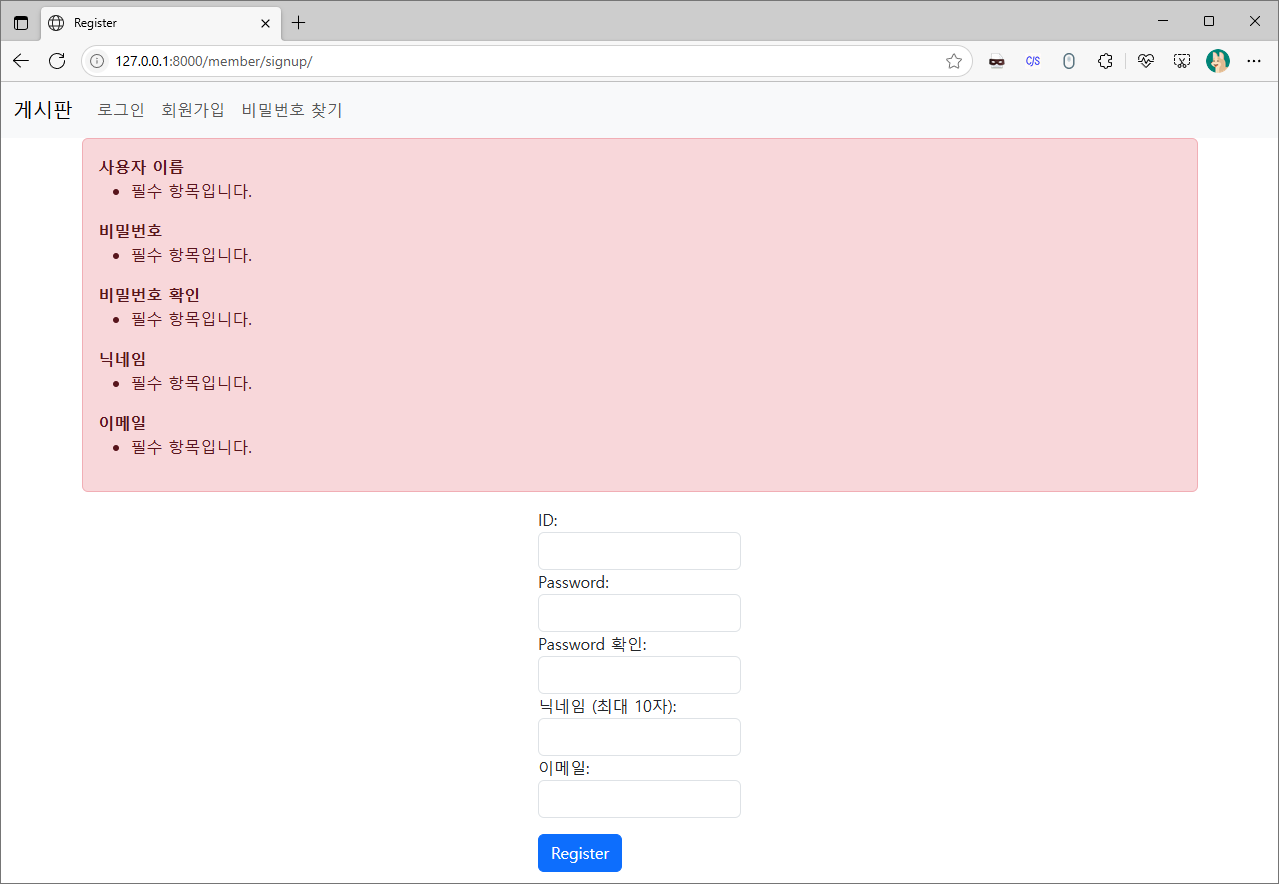 Register
127.0.0.1:8000/member/signup/
C/S
게시판 로그인 회원가입 비밀번호 찾기
사용자 이름
필수 항목입니다.
비밀번호
필수 항목입니다.
비밀번호 확인
필수 항목입니다.
닉네임
필수 항목입니다.
이메일
필수 항목입니다.
ID:
Password:
Password 확인:
닉네임 (최대 10자):
이메일:
Register